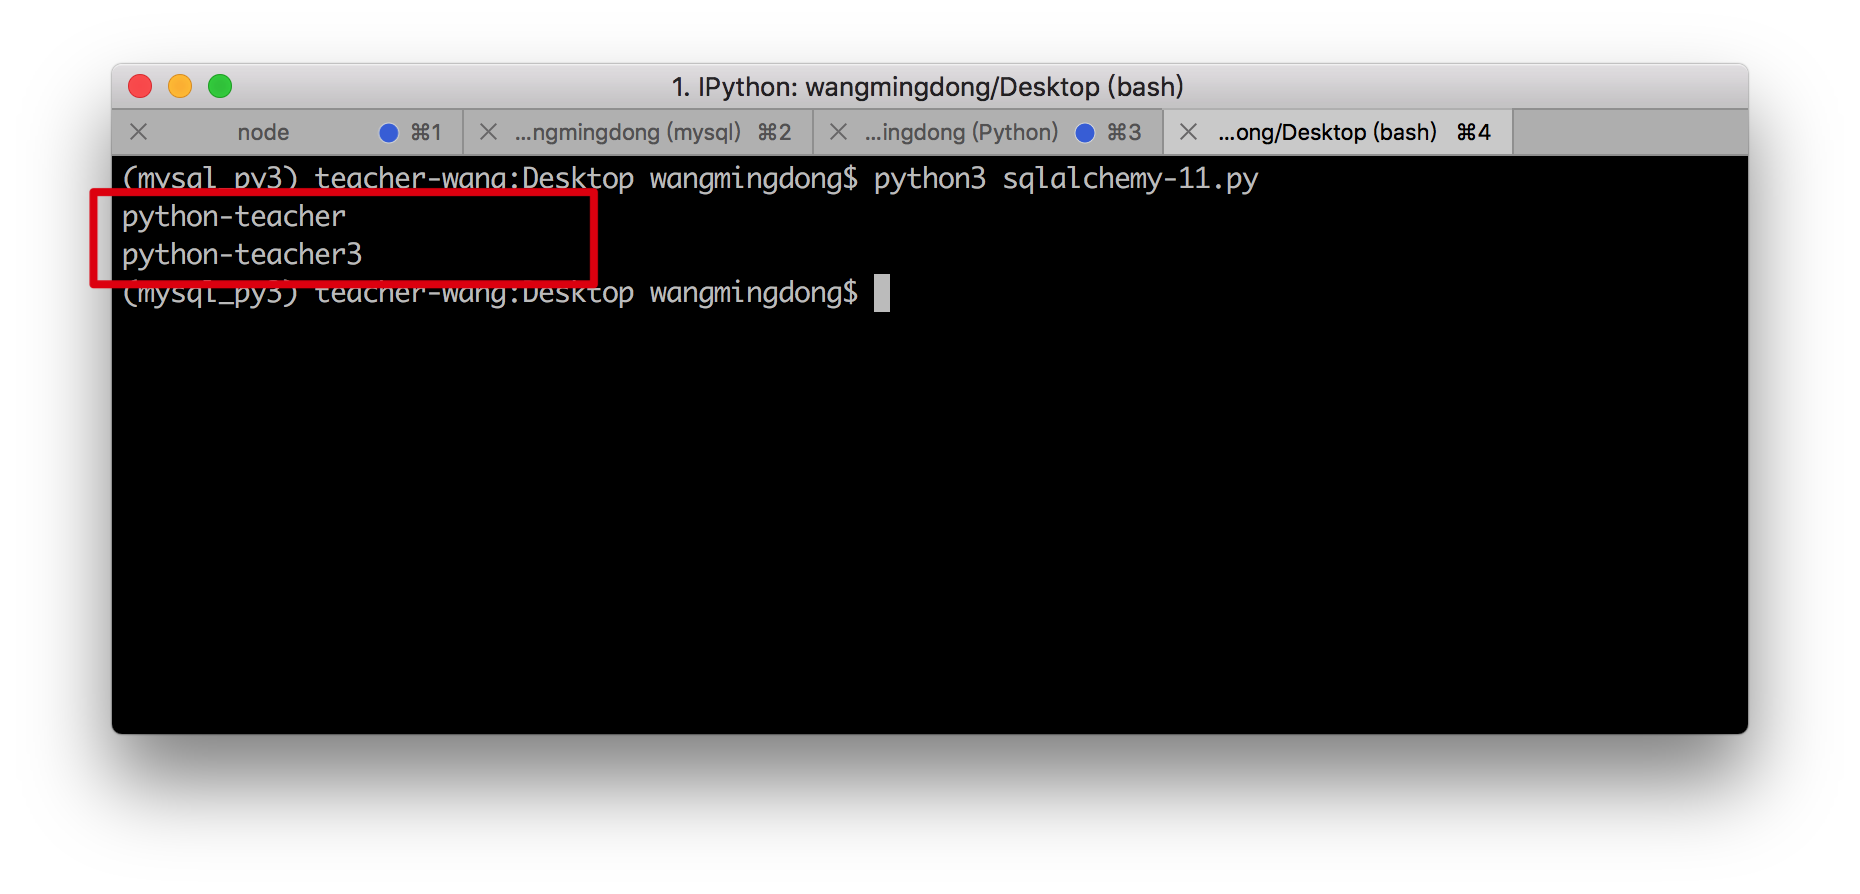 1. IPython: wangmingdong/Desktop (bash)
node ⌘1 ...ngmingdong (mysql) ⌘2 ...ingdong (Python) ⌘3 ...ong/Desktop (bash) ⌘4
(mysql_py3) teacher-wang:Desktop wangmingdong$ python3 sqlalchemy-11.py
python-teacher
python-teacher3
(mysql_py3) teacher-wang:Desktop wangmingdong$